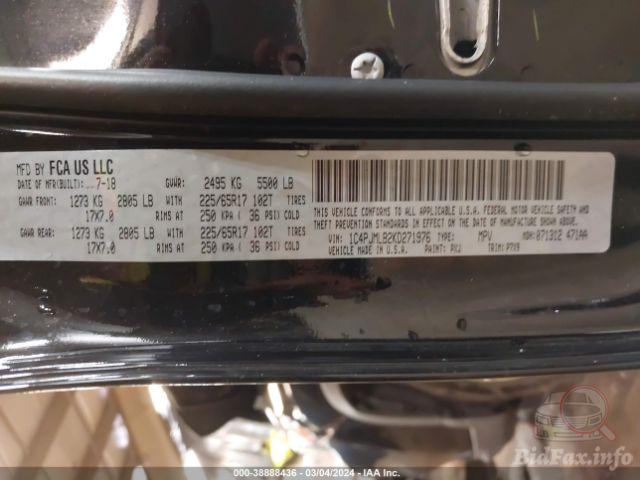 MFD BY FCA US LLC
DATE OF MFR(BUILT): 7-18 GVWR: 2495 KG 5500 LB
GAWR FRONT: 1273 KG 2805 LB WITH 225/65R17 102T TIRES
17X7.0 RIMS AT 250 KPA ( 36 PSI) COLD
GAWR REAR: 1273 KG 2805 LB WITH 225/65R17 102T TIRES
17X7.0 RIMS AT 250 KPA ( 36 PSI) COLD
THIS VEHICLE CONFORMS TO ALL APPLICABLE U.S.A. FEDERAL MOTOR VEHICLE SAFETY AND
THEFT PREVENTION STANDARDS IN EFFECT ON THE DATE OF MANUFACTURE SHOWN ABOVE.
VIN: 1C4PJMLB2KD271976 TYPE: MPV MDH: 071312 471AA
VEHICLE MADE IN U.S.A. PAINT: PXJ TRIM: P7X9
000-38888436 - 03/04/2024 - IAA Inc.
BidFax.info